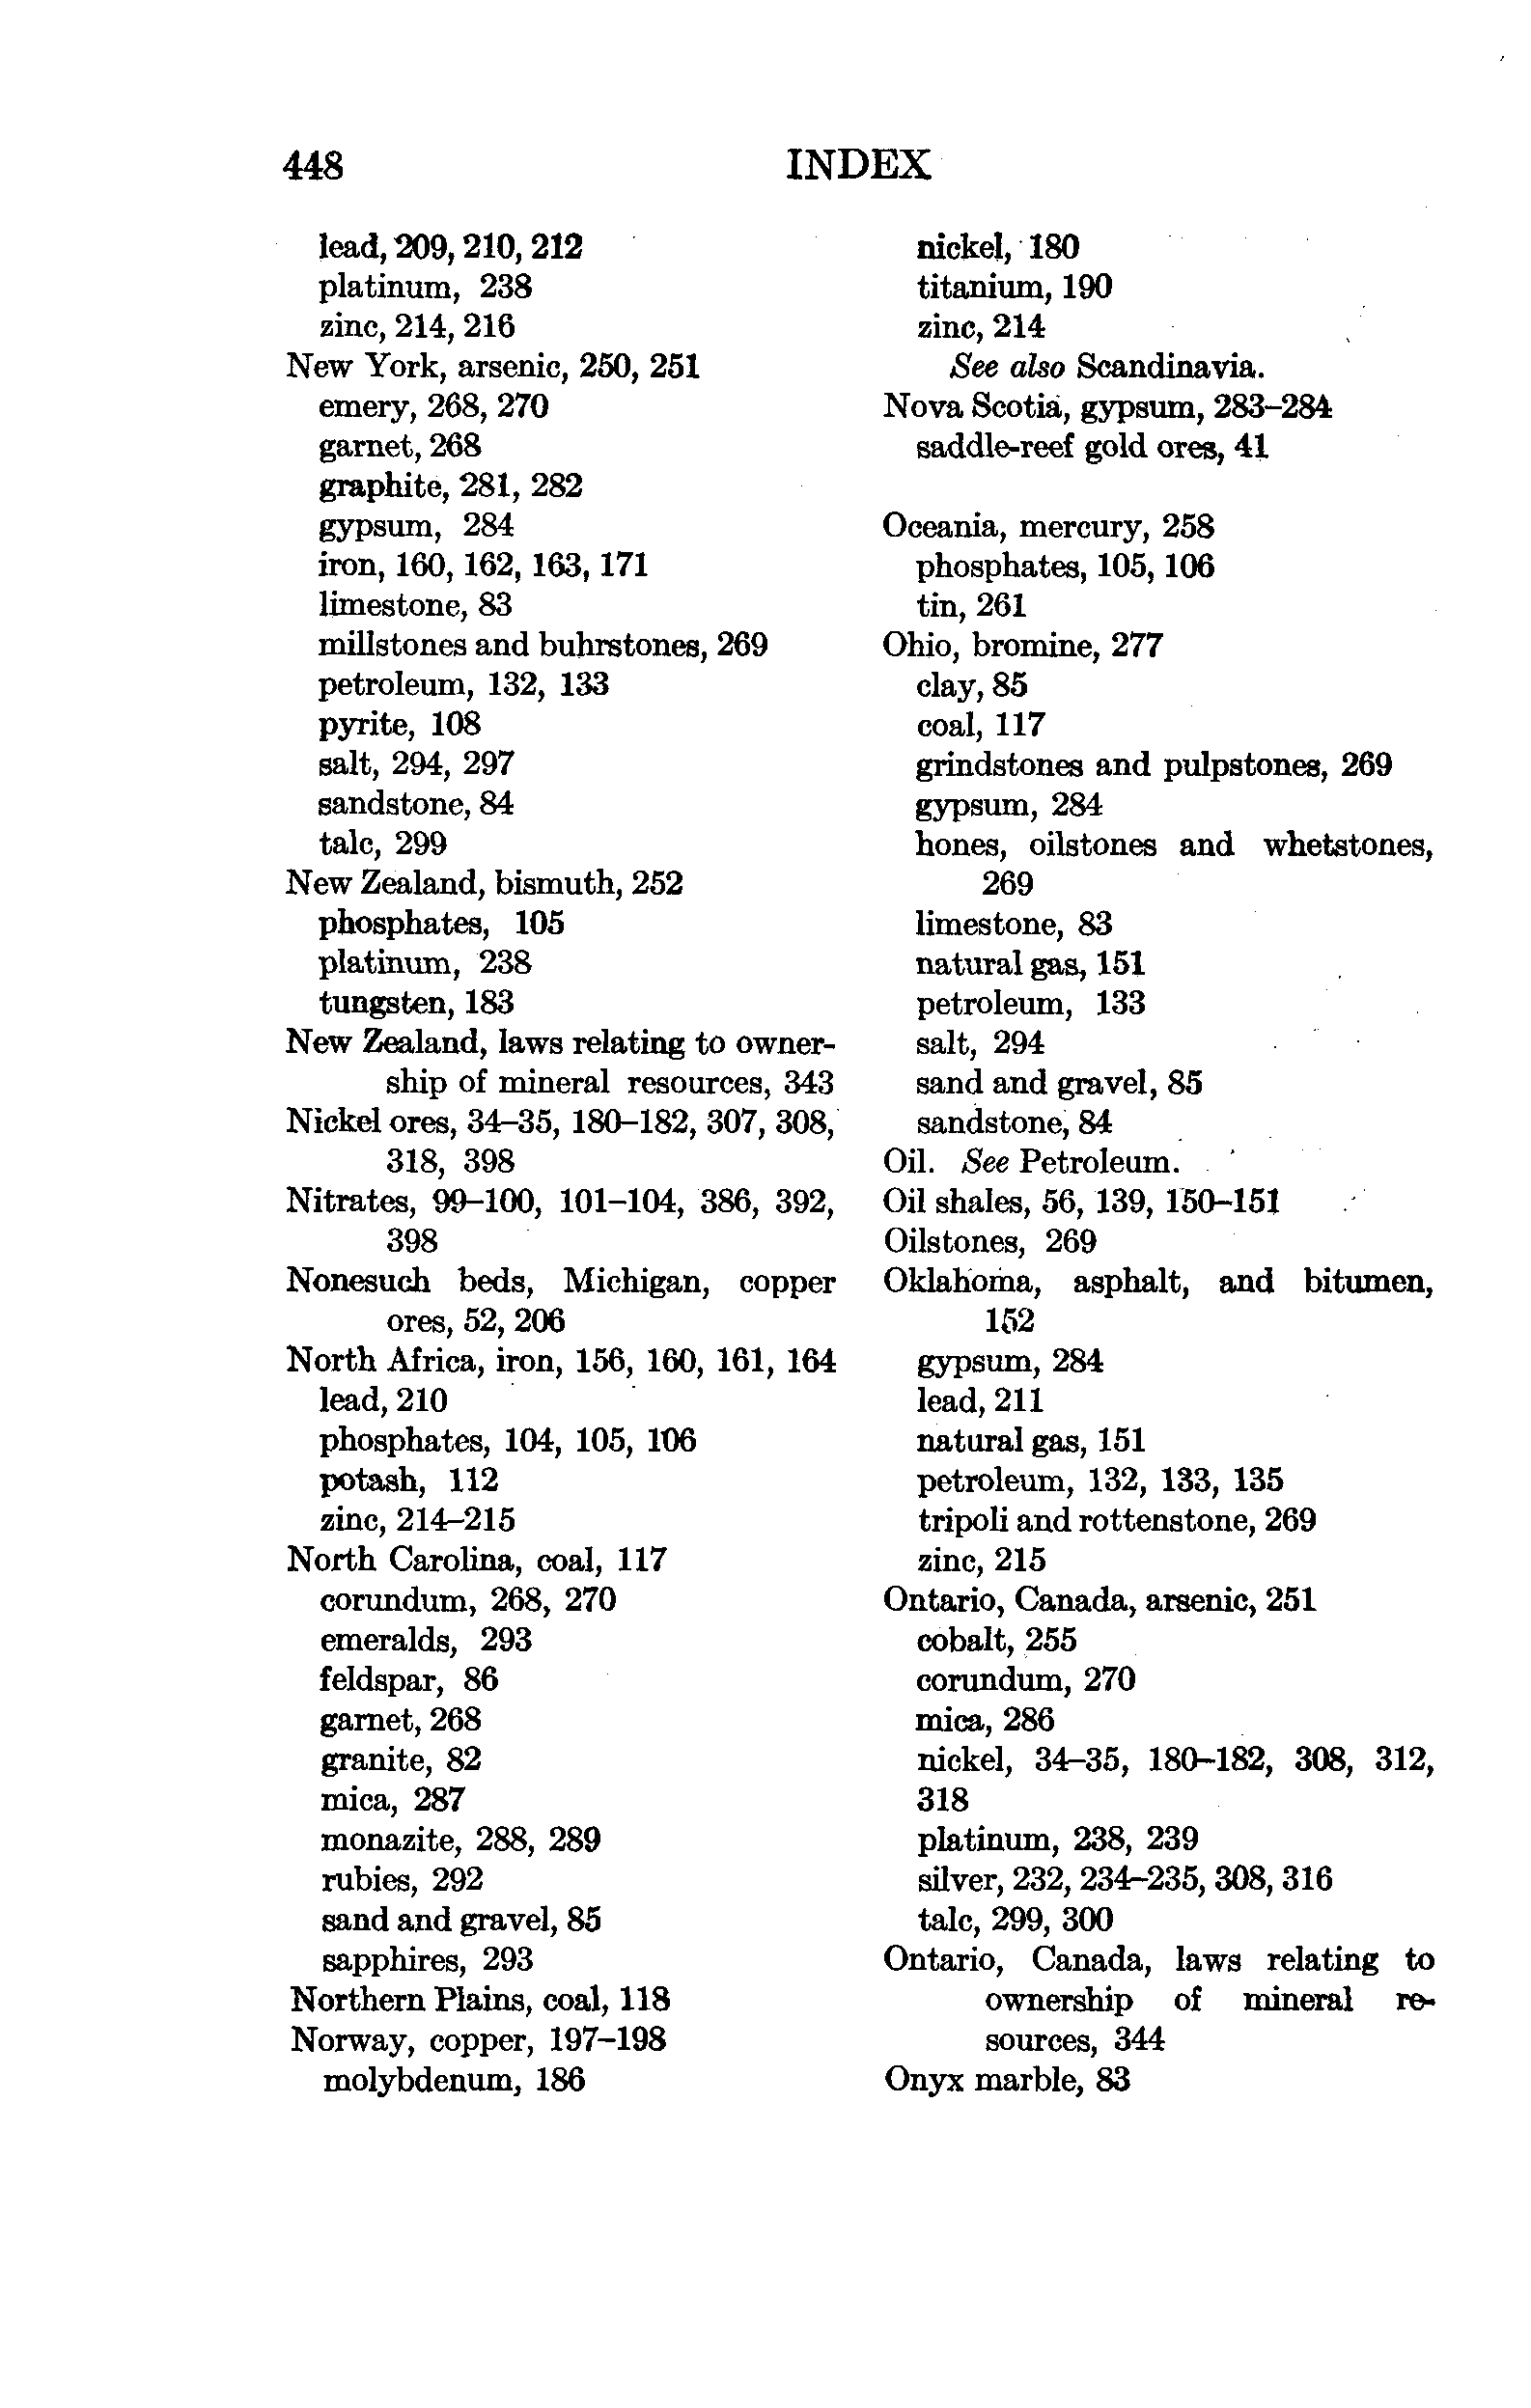 448 INDEX
lead, 209, 210, 212
platinum, 238
zinc, 214, 216
New York, arsenic, 250, 251
emery, 268, 270
garnet, 268
graphite, 281, 282
gypsum, 284
iron, 160, 162, 163, 171
limestone, 83
millstones and buhrstones, 269
petroleum, 132, 133
pyrite, 108
salt, 294, 297
sandstone, 84
talc, 299
New Zealand, bismuth, 252
phosphates, 105
platinum, 238
tungsten, 183
New Zealand, laws relating to owner-
ship of mineral resources, 343
Nickel ores, 34–35, 180–182, 307, 308,
318, 398
Nitrates, 99–100, 101–104, 386, 392,
398
Nonesuch beds, Michigan, copper
ores, 52, 206
North Africa, iron, 156, 160, 161, 164
lead, 210
phosphates, 104, 105, 106
potash, 112
zinc, 214–215
North Carolina, coal, 117
corundum, 268, 270
emeralds, 293
feldspar, 86
garnet, 268
granite, 82
mica, 287
monazite, 288, 289
rubies, 292
sand and gravel, 85
sapphires, 293
Northern Plains, coal, 118
Norway, copper, 197–198
molybdenum, 186
nickel, 180
titanium, 190
zinc, 214
See also Scandinavia.
Nova Scotia, gypsum, 283–284
saddle-reef gold ores, 41
Oceania, mercury, 258
phosphates, 105, 106
tin, 261
Ohio, bromine, 277
clay, 85
coal, 117
grindstones and pulpstones, 269
gypsum, 284
hones, oilstones and whetstones,
269
limestone, 83
natural gas, 151
petroleum, 133
salt, 294
sand and gravel, 85
sandstone, 84
Oil. See Petroleum.
Oil shales, 56, 139, 150–151
Oilstones, 269
Oklahoma, asphalt, and bitumen,
152
gypsum, 284
lead, 211
natural gas, 151
petroleum, 132, 133, 135
tripoli and rottenstone, 269
zinc, 215
Ontario, Canada, arsenic, 251
cobalt, 255
corundum, 270
mica, 286
nickel, 34–35, 180–182, 308, 312,
318
platinum, 238, 239
silver, 232, 234–235, 308, 316
talc, 299, 300
Ontario, Canada, laws relating to
ownership of mineral re-
sources, 344
Onyx marble, 83